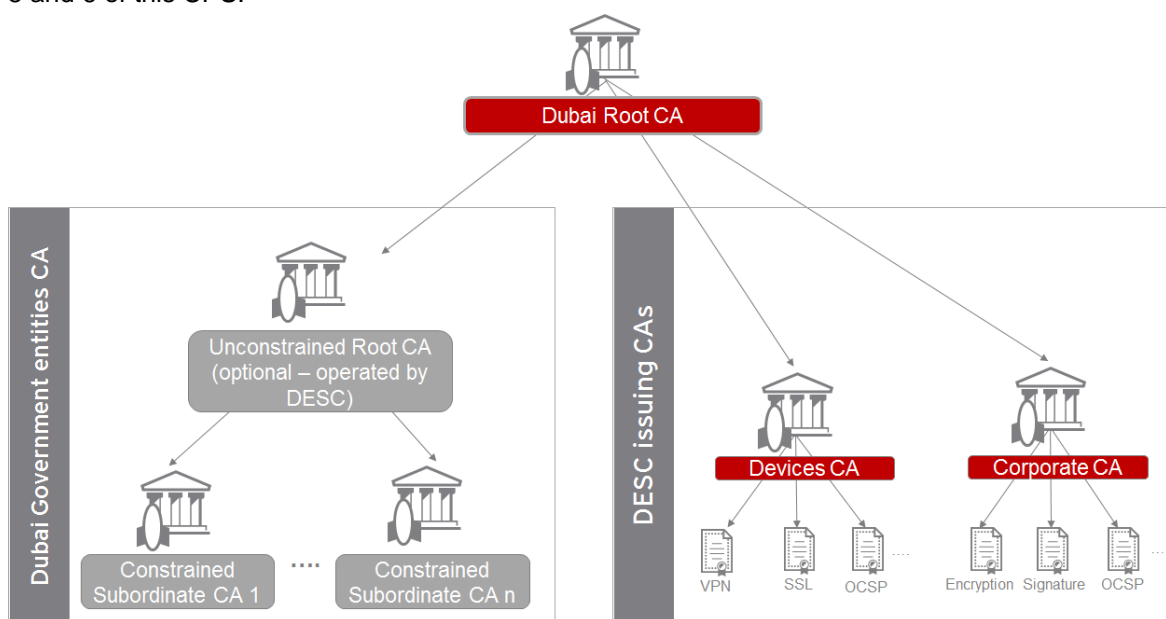 Dubai Root CA
Dubai Government entities CA
Unconstrained Root CA
(optional – operated by
DESC)
Constrained
Subordinate CA 1
....
Constrained
Subordinate CA n
DESC issuing CAs
Devices CA
Corporate CA
VPN
SSL
OCSP
....
Encryption
Signature
OCSP
...